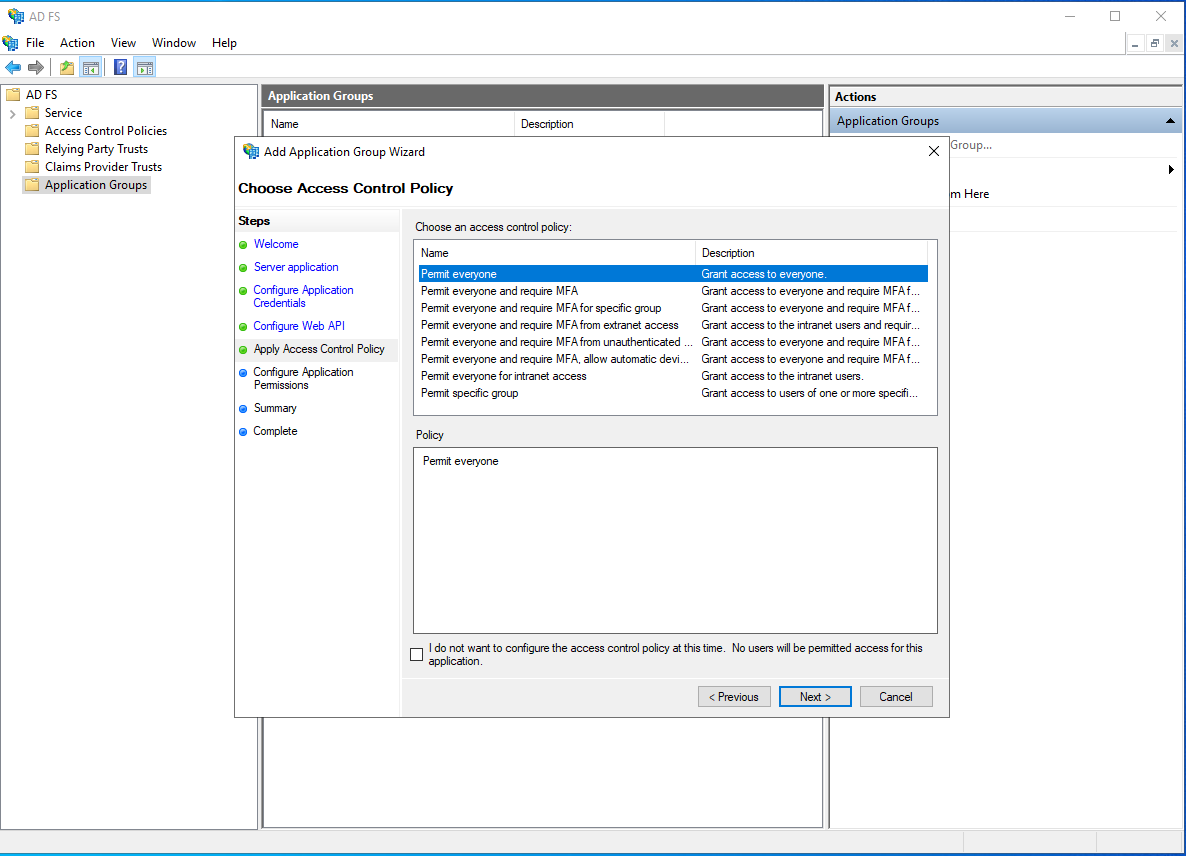 AD FS
File Action View Window Help
AD FS
Service
Access Control Policies
Relying Party Trusts
Claims Provider Trusts
Application Groups
Application Groups
Name Description
Actions
Application Groups
Group...
m Here
Add Application Group Wizard
Choose Access Control Policy
Steps
Welcome
Server application
Configure Application
Credentials
Configure Web API
Apply Access Control Policy
Configure Application
Permissions
Summary
Complete
Choose an access control policy:
Name Description
Permit everyone Grant access to everyone.
Permit everyone and require MFA Grant access to everyone and require MFA f...
Permit everyone and require MFA for specific group Grant access to everyone and require MFA f...
Permit everyone and require MFA from extranet access Grant access to the intranet users and requir...
Permit everyone and require MFA from unauthenticated ... Grant access to everyone and require MFA f...
Permit everyone and require MFA, allow automatic devi... Grant access to everyone and require MFA f...
Permit everyone for intranet access Grant access to the intranet users.
Permit specific group Grant access to users of one or more specifi...
Policy
Permit everyone
I do not want to configure the access control policy at this time.  No users will be permitted access for this
application.
< Previous Next > Cancel